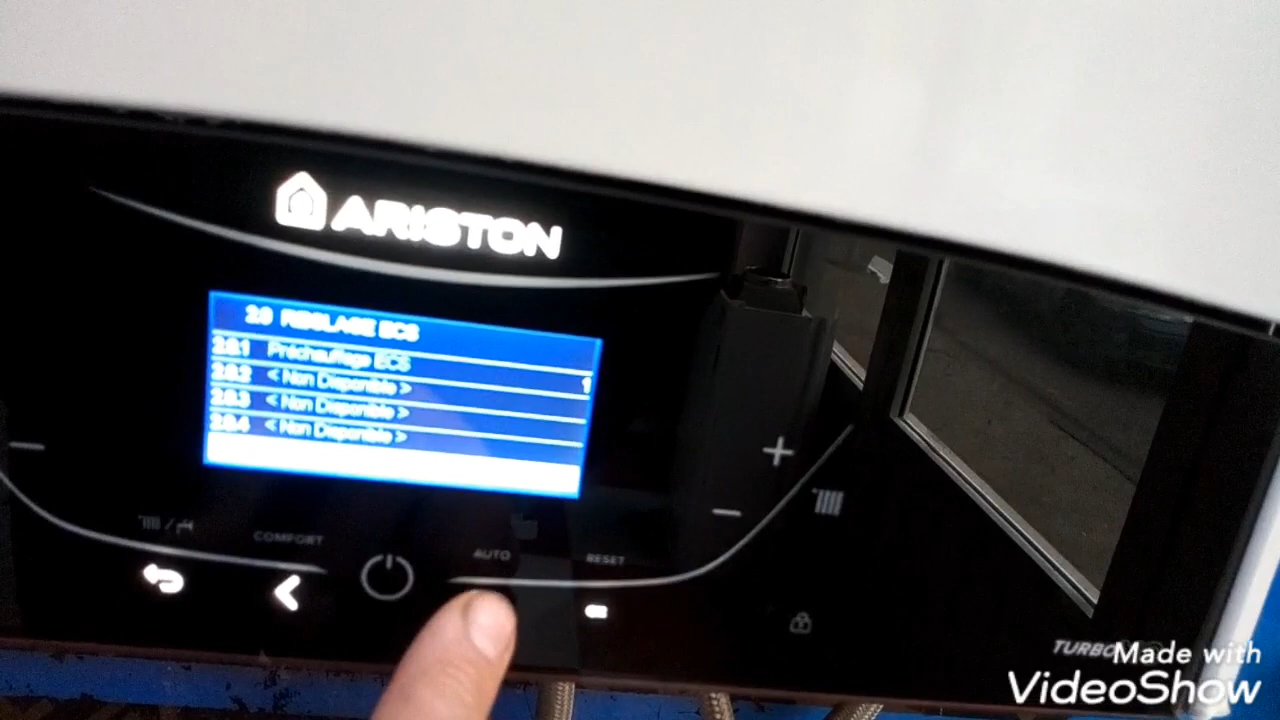 ARISTON
2.0 REGLAGE ECS
2.0.1 Préchauffage ECS
2.0.2 < Non Disponible > 1
2.0.3 < Non Disponible >
2.0.4 < Non Disponible >
COMFORT
AUTO
RESET
OK
Made with
VideoShow